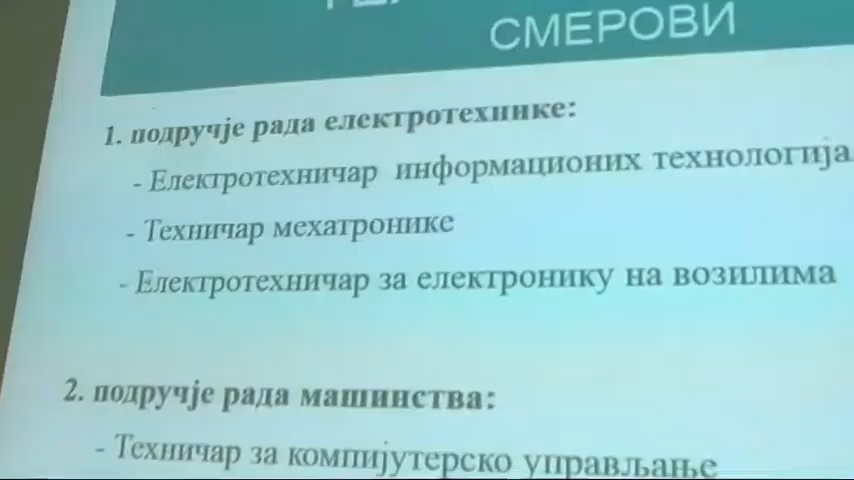 СМЕРОВИ
1. подручје рада електротехнике:
- Електротехничар информационих технологија
- Техничар мехатронике
- Електротехничар за електронику на возилима
2. подручје рада машинства:
- Техничар за компијутерско управљање